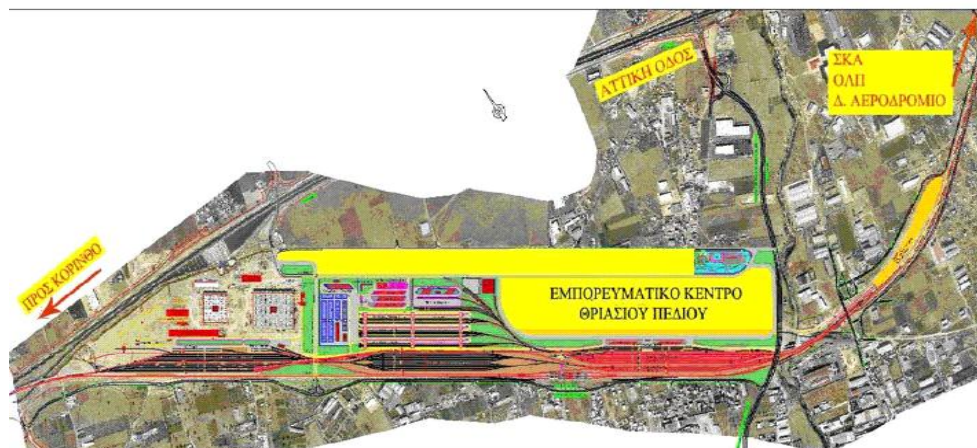 ΑΤΤΙΚΗ ΟΔΟΣ
ΣΚΑ
ΟΛΠ
Δ. ΑΕΡΟΔΡΟΜΙΟ
ΠΡΟΣ ΚΟΡΙΝΘΟ
ΕΜΠΟΡΕΥΜΑΤΙΚΟ ΚΕΝΤΡΟ
ΘΡΙΑΣΙΟΥ ΠΕΔΙΟΥ